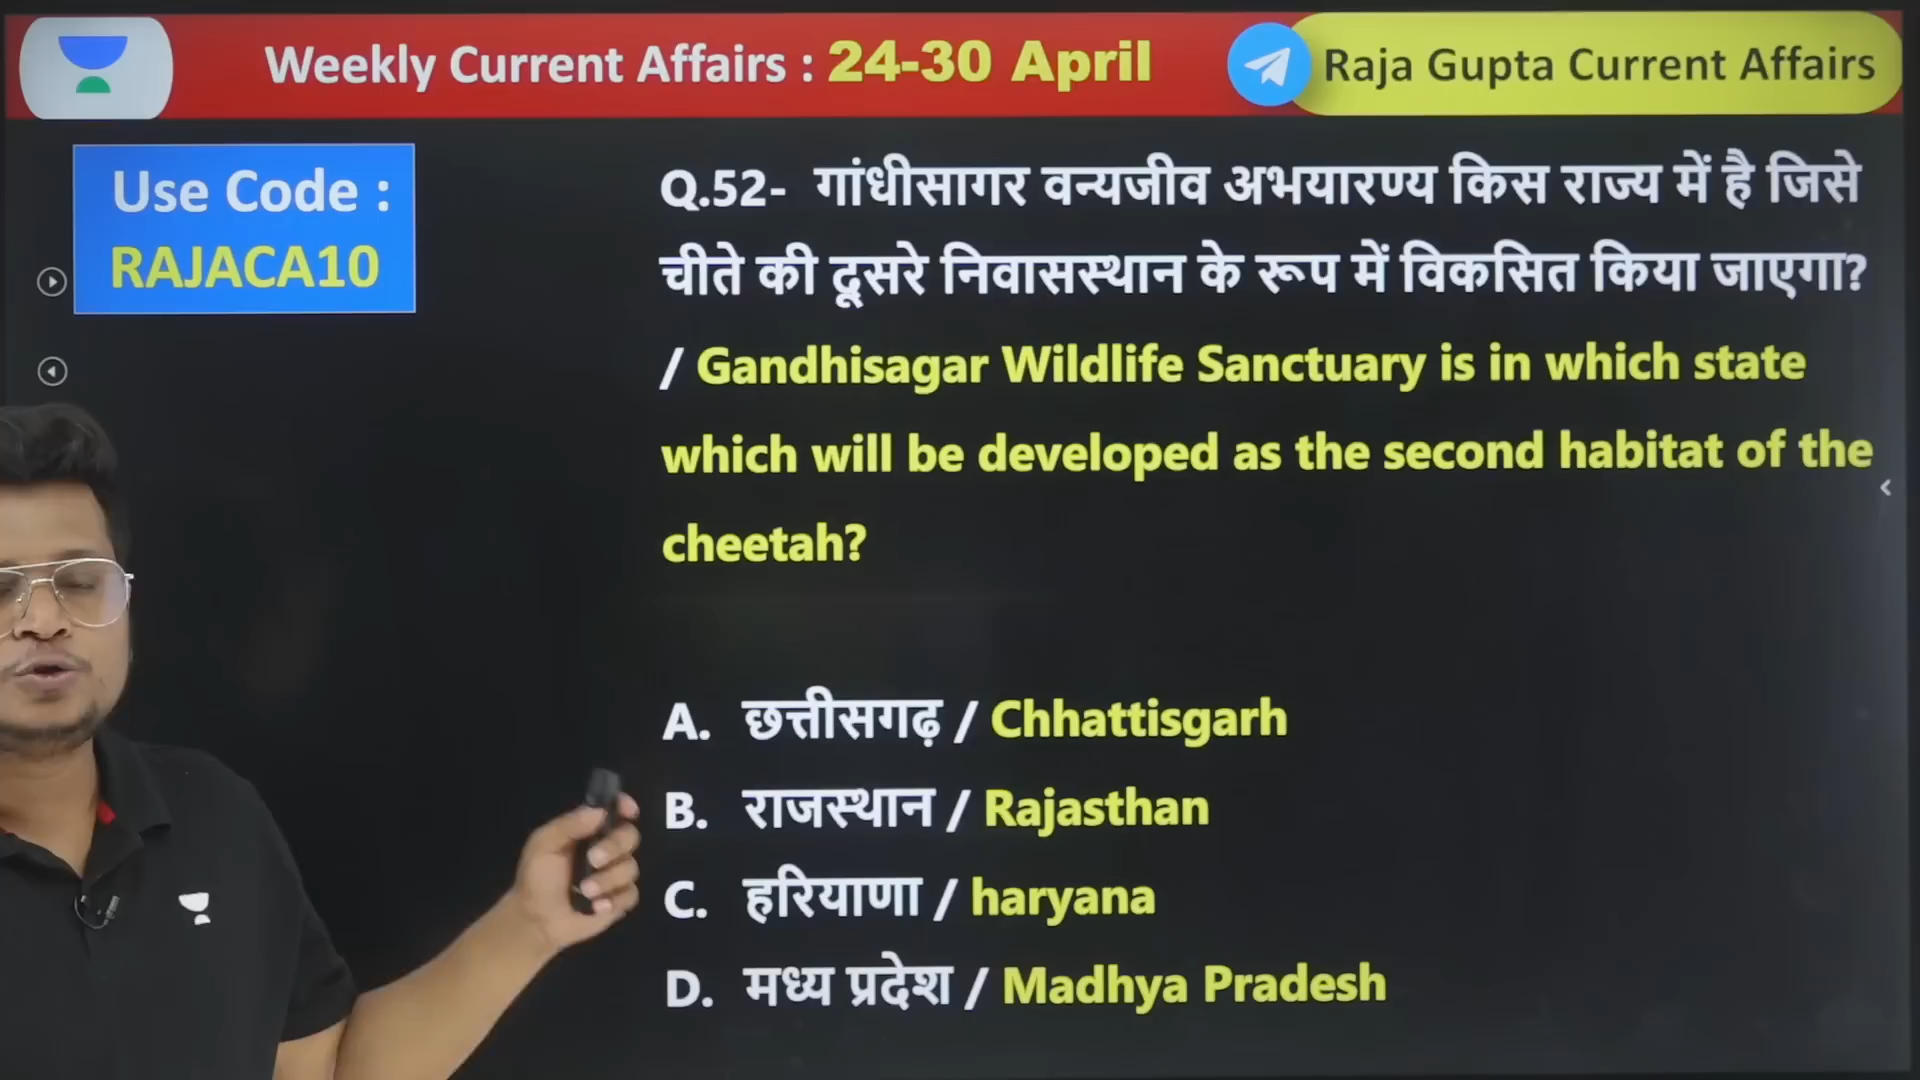 Weekly Current Affairs : 24-30 April
Raja Gupta Current Affairs
Use Code :
RAJACA10
Q.52- गांधीसागर वन्यजीव अभयारण्य किस राज्य में है जिसे
चीते की दूसरे निवासस्थान के रूप में विकसित किया जाएगा?
/ Gandhisagar Wildlife Sanctuary is in which state
which will be developed as the second habitat of the
cheetah?
A. छत्तीसगढ़ / Chhattisgarh
B. राजस्थान / Rajasthan
C. हरियाणा / haryana
D. मध्य प्रदेश / Madhya Pradesh